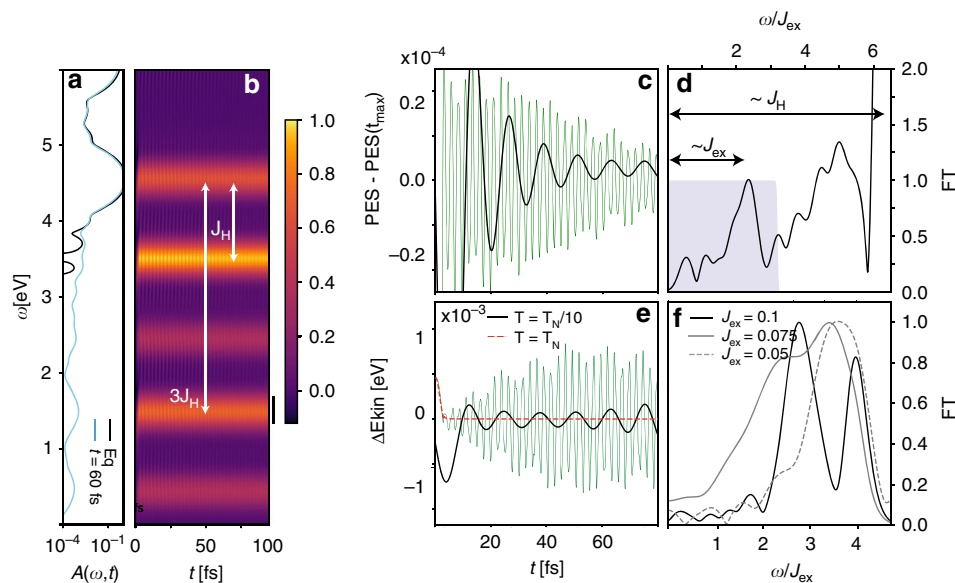 a
b
ω[eV]
5
4
3
2
1
10⁻⁴ 10⁻¹
A(ω,t)
Eq
t = 60 fs
J_H
3J_H
fs
0 50 100
t [fs]
1.0
0.8
0.6
0.4
0.2
0.0
×10⁻⁴
c
PES - PES(t_max)
0.2
0.0
−0.2
ω/J_ex
0 2 4 6
d
~ J_H
~J_ex
2.0
1.5
1.0
0.5
0.0
FT
×10⁻³
e
T = T_N/10
T = T_N
ΔEkin [eV]
1
0
−1
20 40 60
t [fs]
f
J_ex = 0.1
J_ex = 0.075
J_ex = 0.05
1.0
0.8
0.6
0.4
0.2
0.0
FT
0 1 2 3 4
ω/J_ex